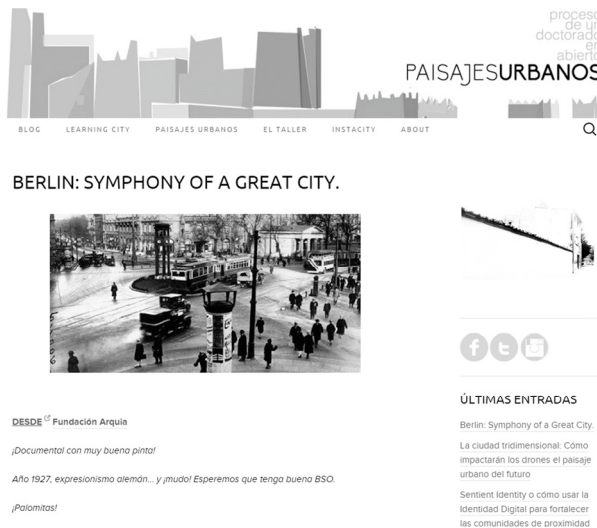 proceso
de un
doctorado
en
abierto
PAISAJESURBANOS
BLOG LEARNING CITY PAISAJES URBANOS EL TALLER INSTACITY ABOUT
BERLIN: SYMPHONY OF A GREAT CITY.
DESDE Fundación Arquia
¡Documental con muy buena pinta!
Año 1927, expresionismo alemán... y ¡mudo! Esperemos que tenga buena BSO.
¡Palomitas!
ÚLTIMAS ENTRADAS
Berlin: Symphony of a Great City.
La ciudad tridimensional: Cómo
impactarán los drones el paisaje
urbano del futuro
Sentient Identity o cómo usar la
Identidad Digital para fortalecer
las comunidades de proximidad